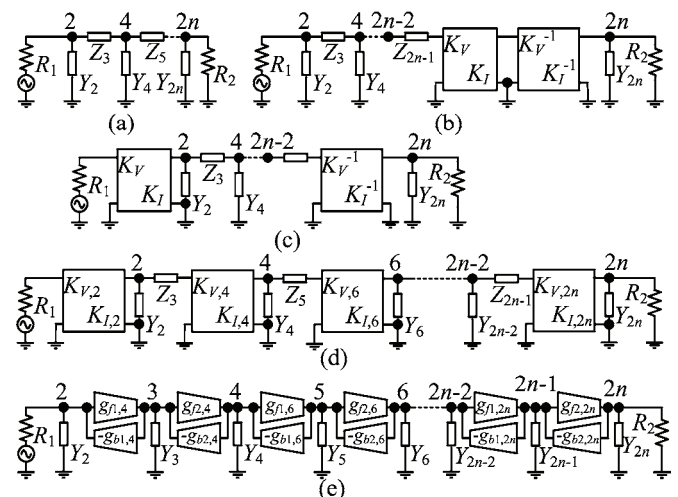 2 4 2n
R1 Z3 Z5 R2
Y2 Y4 Y2n
(a)
2 4 2n-2 2n
R1 Z3 Z2n-1 KV KV^-1 R2
Y2 Y4 KI KI^-1 Y2n
(b)
2 4 2n-2 2n
R1 KV Z3 KV^-1 R2
KI Y2 Y4 KI^-1 Y2n
(c)
2 4 6 2n-2 2n
R1 KV,2 Z3 KV,4 Z5 KV,6 Z2n-1 KV,2n R2
KI,2 Y2 KI,4 Y4 KI,6 Y6 Y2n-2 KI,2n Y2n
(d)
2 3 4 5 6 2n-2 2n-1 2n
gf1,4 gf2,4 gf1,6 gf2,6 gf1,2n gf2,2n
R1 -gb1,4 -gb2,4 -gb1,6 -gb2,6 -gb1,2n -gb2,2n R2
Y2 Y3 Y4 Y5 Y6 Y2n-2 Y2n-1 Y2n
(e)